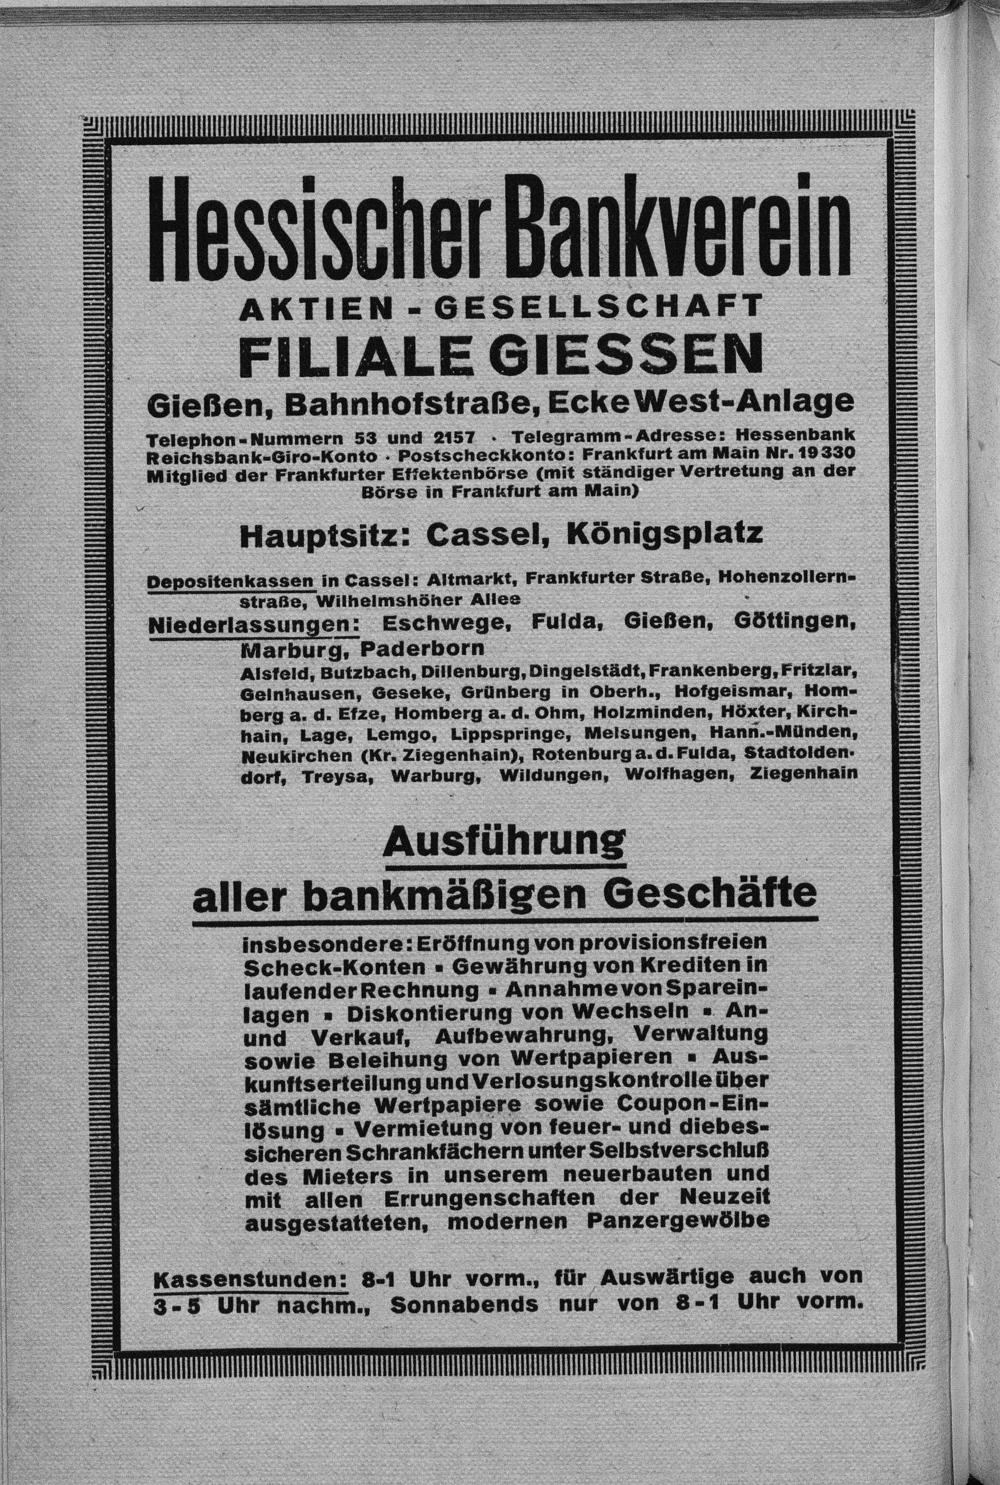 Hessischer Bankverein
AKTIEN - GESELLSCHAFT
FILIALE GIESSEN
Gießen, Bahnhofstraße, Ecke West-Anlage
Telephon-Nummern 53 und 2157 · Telegramm-Adresse: Hessenbank
Reichsbank-Giro-Konto · Postscheckkonto: Frankfurt am Main Nr. 19330
Mitglied der Frankfurter Effektenbörse (mit ständiger Vertretung an der
Börse in Frankfurt am Main)
Hauptsitz: Cassel, Königsplatz
Depositenkassen in Cassel: Altmarkt, Frankfurter Straße, Hohenzollern-
straße, Wilhelmshöher Allee
Niederlassungen: Eschwege, Fulda, Gießen, Göttingen,
Marburg, Paderborn
Alsfeld, Butzbach, Dillenburg, Dingelstädt, Frankenberg, Fritzlar,
Gelnhausen, Geseke, Grünberg in Oberh., Hofgeismar, Hom-
berg a. d. Efze, Homberg a. d. Ohm, Holzminden, Höxter, Kirch-
hain, Lage, Lemgo, Lippspringe, Melsungen, Hann.-Münden,
Neukirchen (Kr. Ziegenhain), Rotenburg a. d. Fulda, Stadtolden-
dorf, Treysa, Warburg, Wildungen, Wolfhagen, Ziegenhain
Ausführung
aller bankmäßigen Geschäfte
insbesondere: Eröffnung von provisionsfreien
Scheck-Konten ▪ Gewährung von Krediten in
laufender Rechnung ▪ Annahme von Sparein-
lagen ▪ Diskontierung von Wechseln ▪ An-
und Verkauf, Aufbewahrung, Verwaltung
sowie Beleihung von Wertpapieren ▪ Aus-
kunftserteilung und Verlosungskontrolle über
sämtliche Wertpapiere sowie Coupon-Ein-
lösung ▪ Vermietung von feuer- und diebes-
sicheren Schrankfächern unter Selbstverschluß
des Mieters in unserem neuerbauten und
mit allen Errungenschaften der Neuzeit
ausgestatteten, modernen Panzergewölbe
Kassenstunden: 8-1 Uhr vorm., für Auswärtige auch von
3-5 Uhr nachm., Sonnabends nur von 8-1 Uhr vorm.